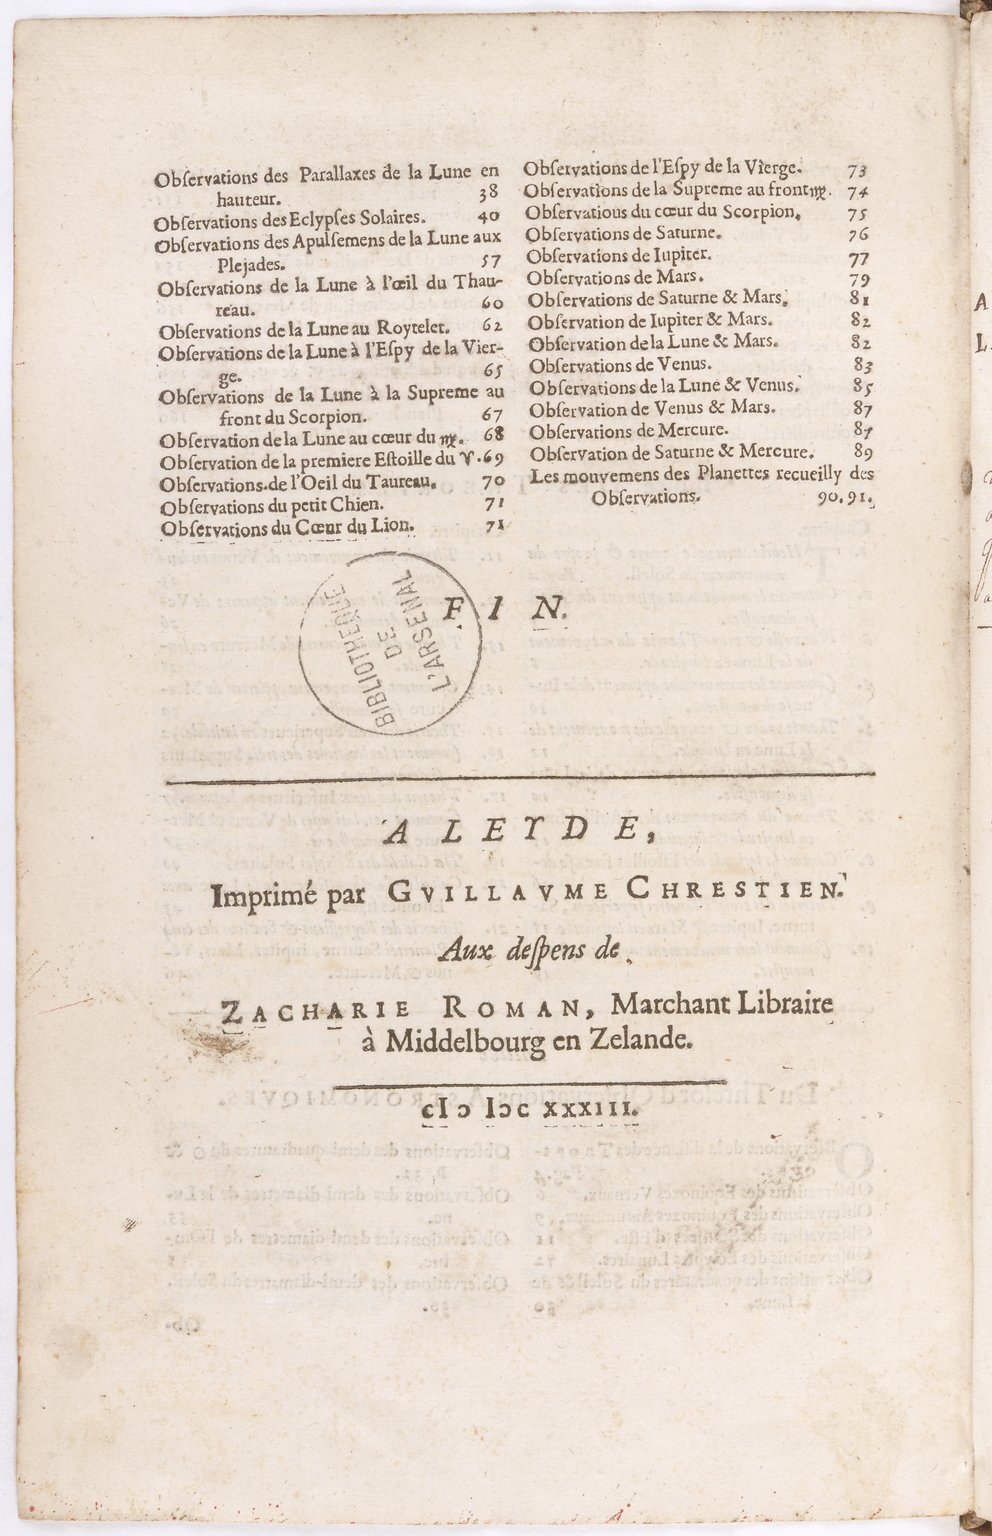 Obſervations des Parallaxes de la Lune en
hauteur. 38
Obſervations des Eclypſes Solaires. 40
Obſervations des Apulſemens de la Lune aux
Plejades. 57
Obſervations de la Lune à l'œil du Thau-
reau. 60
Obſervations de la Lune au Roytelet. 62
Obſervations de la Lune à l'Eſpy de la Vier-
ge. 65
Obſervations de la Lune à la Supreme au
front du Scorpion. 67
Obſervation de la Lune au cœur du ♏. 68
Obſervation de la premiere Eſtoille du ♈. 69
Obſervations de l'Oeil du Taureau. 70
Obſervations du petit Chien. 71
Obſervations du Cœur du Lion. 71
Obſervations de l'Eſpy de la Vierge. 73
Obſervations de la Supreme au front ♏. 74
Obſervatious du cœur du Scorpion. 75
Obſervations de Saturne. 76
Obſervations de Iupiter. 77
Obſervations de Mars. 79
Obſervations de Saturne & Mars. 81
Obſervation de Iupiter & Mars. 82
Obſervation de la Lune & Mars. 82
Obſervations de Venus. 83
Obſervations de la Lune & Venus. 85
Obſervation de Venus & Mars. 87
Obſervations de Mercure. 87
Obſervation de Saturne & Mercure. 89
Les mouvemens des Planettes recueilly des
Obſervations. 90. 91.
FIN.
BIBLIOTHEQUE
DE
L'ARSENAL
A LEYDE,
Imprimé par GVILLAVME CHRESTIEN.
Aux deſpens de
ZACHARIE ROMAN, Marchant Libraire
à Middelbourg en Zelande.
cIↄ Iↄc XXXIII.